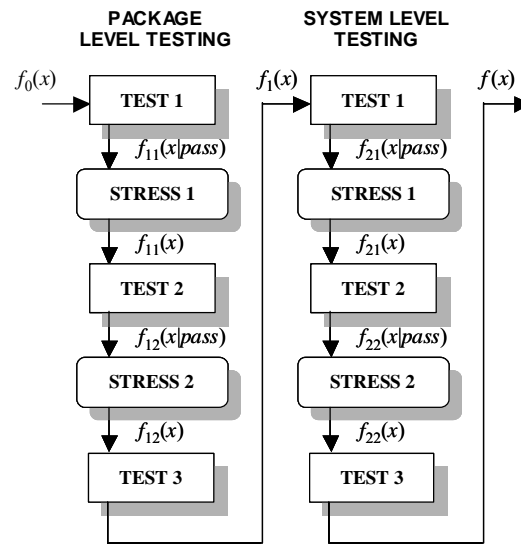 PACKAGE
LEVEL TESTING
f₀(x)
TEST 1
f₁₁(x|pass)
STRESS 1
f₁₁(x)
TEST 2
f₁₂(x|pass)
STRESS 2
f₁₂(x)
TEST 3
SYSTEM LEVEL
TESTING
f₁(x)
TEST 1
f₂₁(x|pass)
STRESS 1
f₂₁(x)
TEST 2
f₂₂(x|pass)
STRESS 2
f₂₂(x)
TEST 3
f(x)